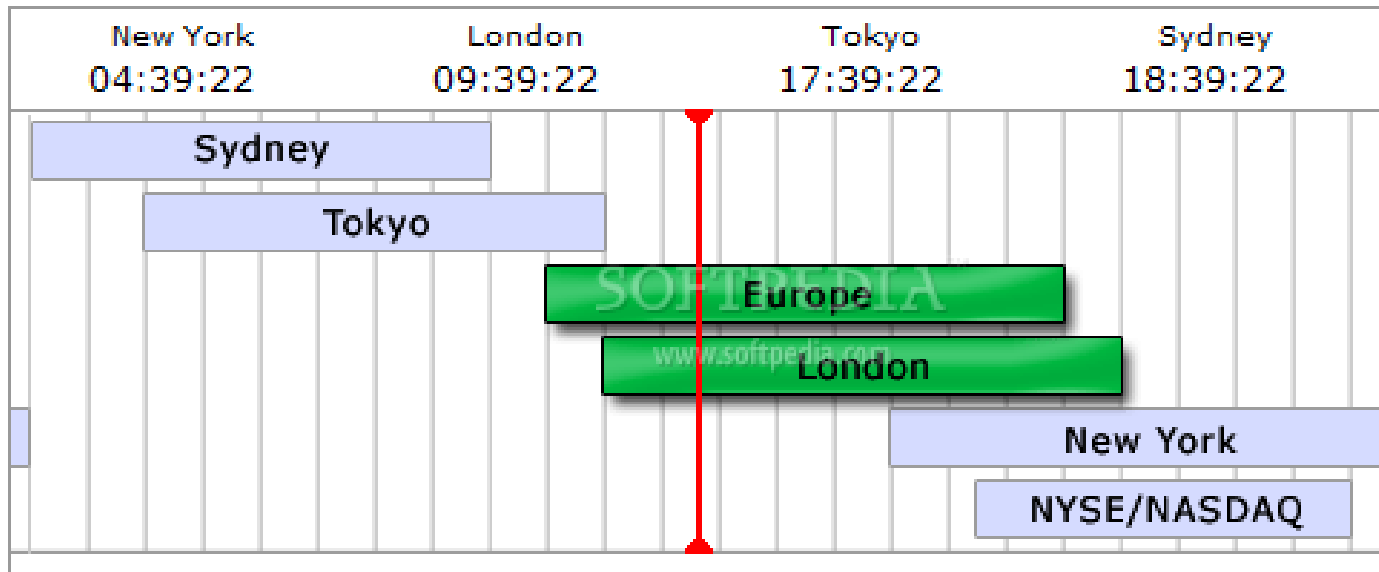 New York London Tokyo Sydney
04:39:22 09:39:22 17:39:22 18:39:22
Sydney
Tokyo
SOFTPEDIA
Europe
www.softpedia.com
London
New York
NYSE/NASDAQ